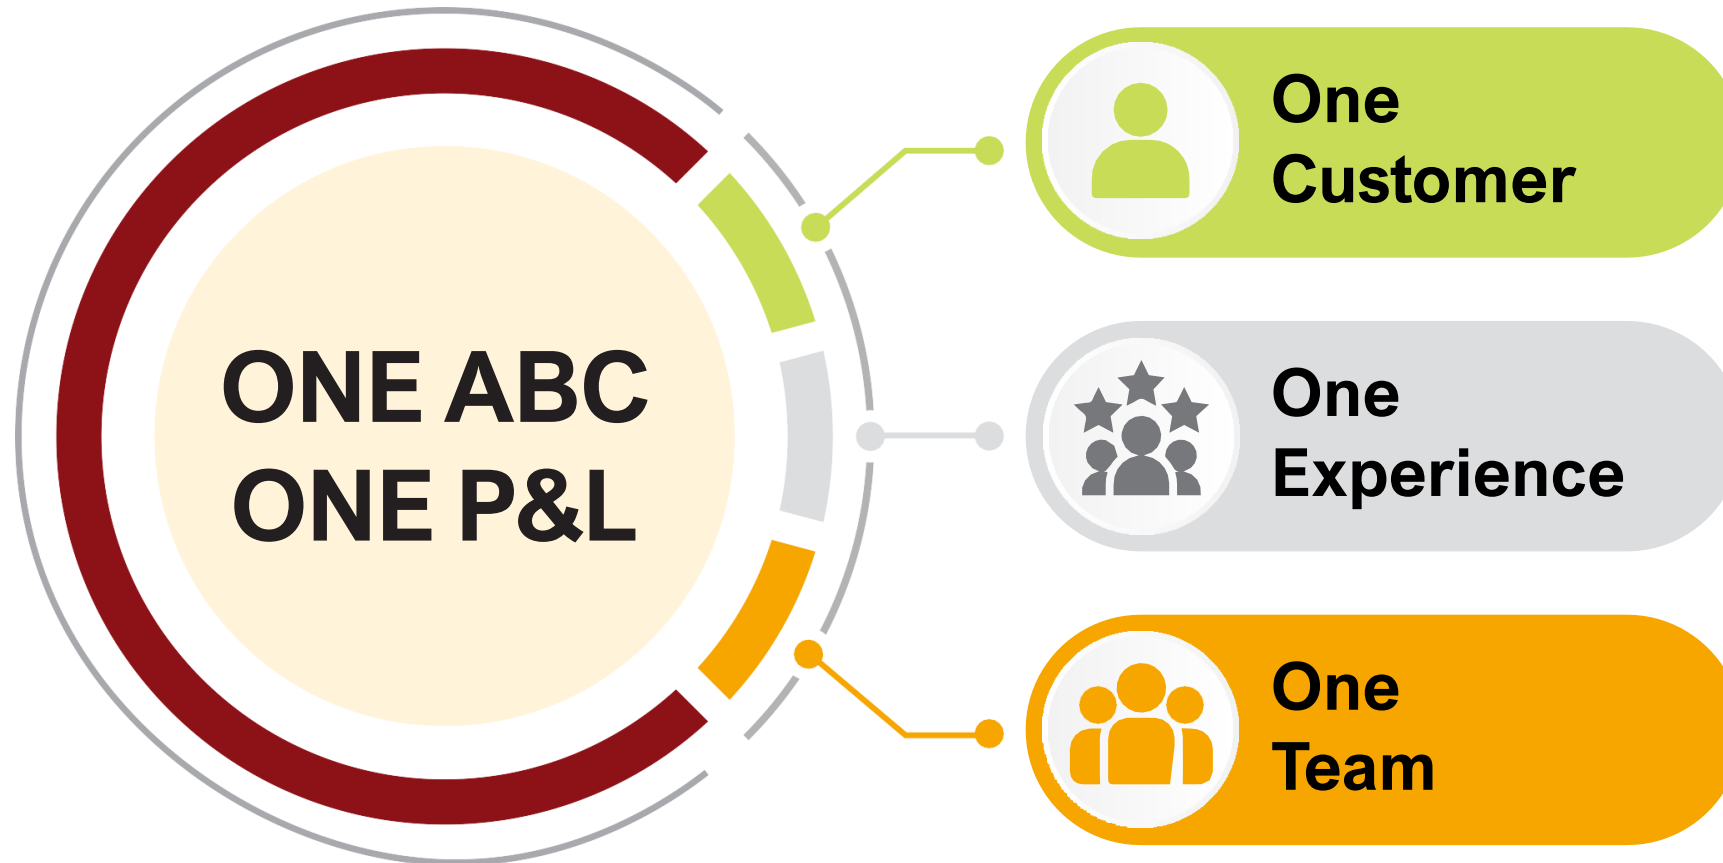 ONE ABC
ONE P&L
One
Customer
One
Experience
One
Team